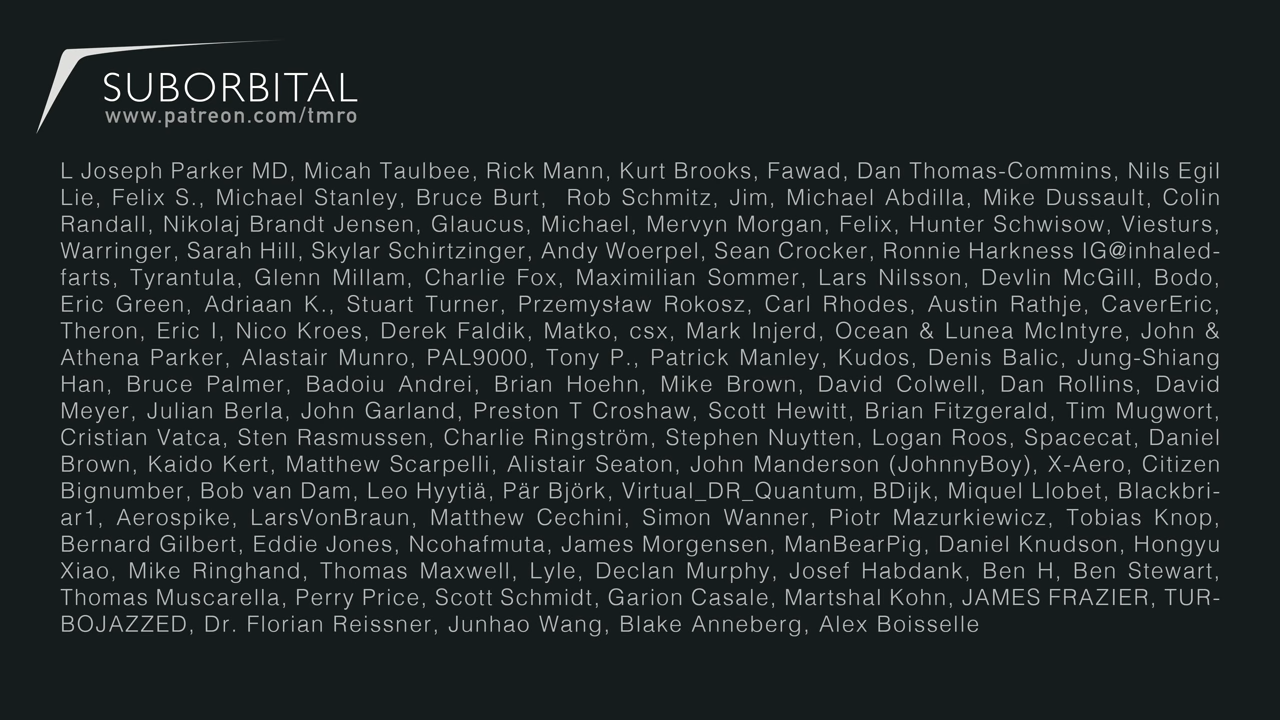 SUBORBITAL
www.patreon.com/tmro
L Joseph Parker MD, Micah Taulbee, Rick Mann, Kurt Brooks, Fawad, Dan Thomas-Commins, Nils Egil
Lie, Felix S., Michael Stanley, Bruce Burt,  Rob Schmitz, Jim, Michael Abdilla, Mike Dussault, Colin
Randall, Nikolaj Brandt Jensen, Glaucus, Michael, Mervyn Morgan, Felix, Hunter Schwisow, Viesturs,
Warringer, Sarah Hill, Skylar Schirtzinger, Andy Woerpel, Sean Crocker, Ronnie Harkness IG@inhaled-
farts, Tyrantula, Glenn Millam, Charlie Fox, Maximilian Sommer, Lars Nilsson, Devlin McGill, Bodo,
Eric Green, Adriaan K., Stuart Turner, Przemysław Rokosz, Carl Rhodes, Austin Rathje, CaverEric,
Theron, Eric I, Nico Kroes, Derek Faldik, Matko, csx, Mark Injerd, Ocean & Lunea McIntyre, John &
Athena Parker, Alastair Munro, PAL9000, Tony P., Patrick Manley, Kudos, Denis Balic, Jung-Shiang
Han, Bruce Palmer, Badoiu Andrei, Brian Hoehn, Mike Brown, David Colwell, Dan Rollins, David
Meyer, Julian Berla, John Garland, Preston T Croshaw, Scott Hewitt, Brian Fitzgerald, Tim Mugwort,
Cristian Vatca, Sten Rasmussen, Charlie Ringström, Stephen Nuytten, Logan Roos, Spacecat, Daniel
Brown, Kaido Kert, Matthew Scarpelli, Alistair Seaton, John Manderson (JohnnyBoy), X-Aero, Citizen
Bignumber, Bob van Dam, Leo Hyytiä, Pär Björk, Virtual_DR_Quantum, BDijk, Miquel Llobet, Blackbri-
ar1, Aerospike, LarsVonBraun, Matthew Cechini, Simon Wanner, Piotr Mazurkiewicz, Tobias Knop,
Bernard Gilbert, Eddie Jones, Ncohafmuta, James Morgensen, ManBearPig, Daniel Knudson, Hongyu
Xiao, Mike Ringhand, Thomas Maxwell, Lyle, Declan Murphy, Josef Habdank, Ben H, Ben Stewart,
Thomas Muscarella, Perry Price, Scott Schmidt, Garion Casale, Martshal Kohn, JAMES FRAZIER, TUR-
BOJAZZED, Dr. Florian Reissner, Junhao Wang, Blake Anneberg, Alex Boisselle